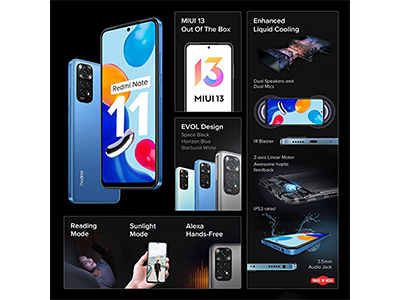 Redmi Note
11
Redmi
MIUI 13
Out Of The Box
13
MIUI 13
EVOL Design
Space Black
Horizon Blue
Starburst White
Reading
Mode
Sunlight
Mode
Alexa
Hands-Free
Enhanced
Liquid Cooling
Dual Speakers and
Dual Mics
IR Blaster
Z-axis Linear Motor
Awesome haptic
feedback
IP53 rated
3.5mm
Audio Jack